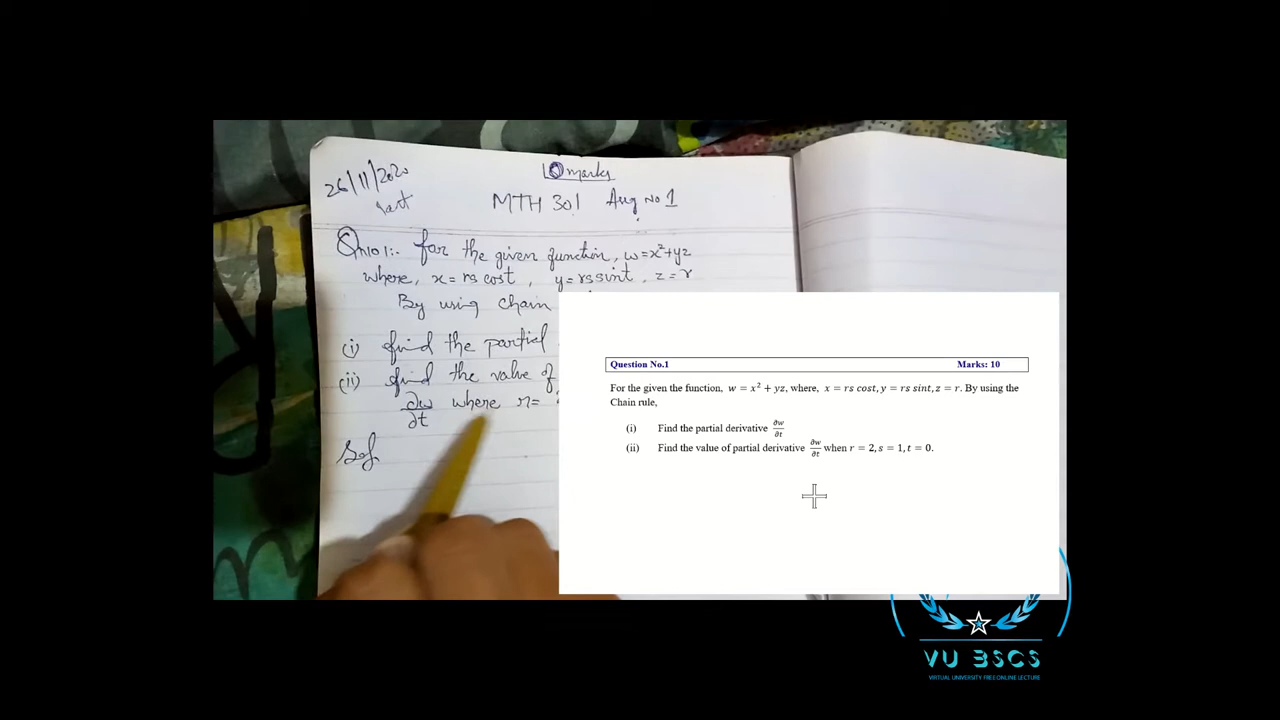 26/11/2020
10 marks
MTH 301 No 1
for the given function, w=x²+yz
where, x=rs cost, y=rs sint, z=r
By using chain
(i) find the partial
(ii) find the value of
∂w/∂t where r=
Sol
Question No.1 Marks: 10
For the given the function, w = x² + yz, where, x = rs cost, y = rs sint, z = r. By using the
Chain rule,
(i) Find the partial derivative ∂w/∂t
(ii) Find the value of partial derivative ∂w/∂t when r = 2, s = 1, t = 0.
VU BSCS
VIRTUAL UNIVERSITY FREE ONLINE LECTURE